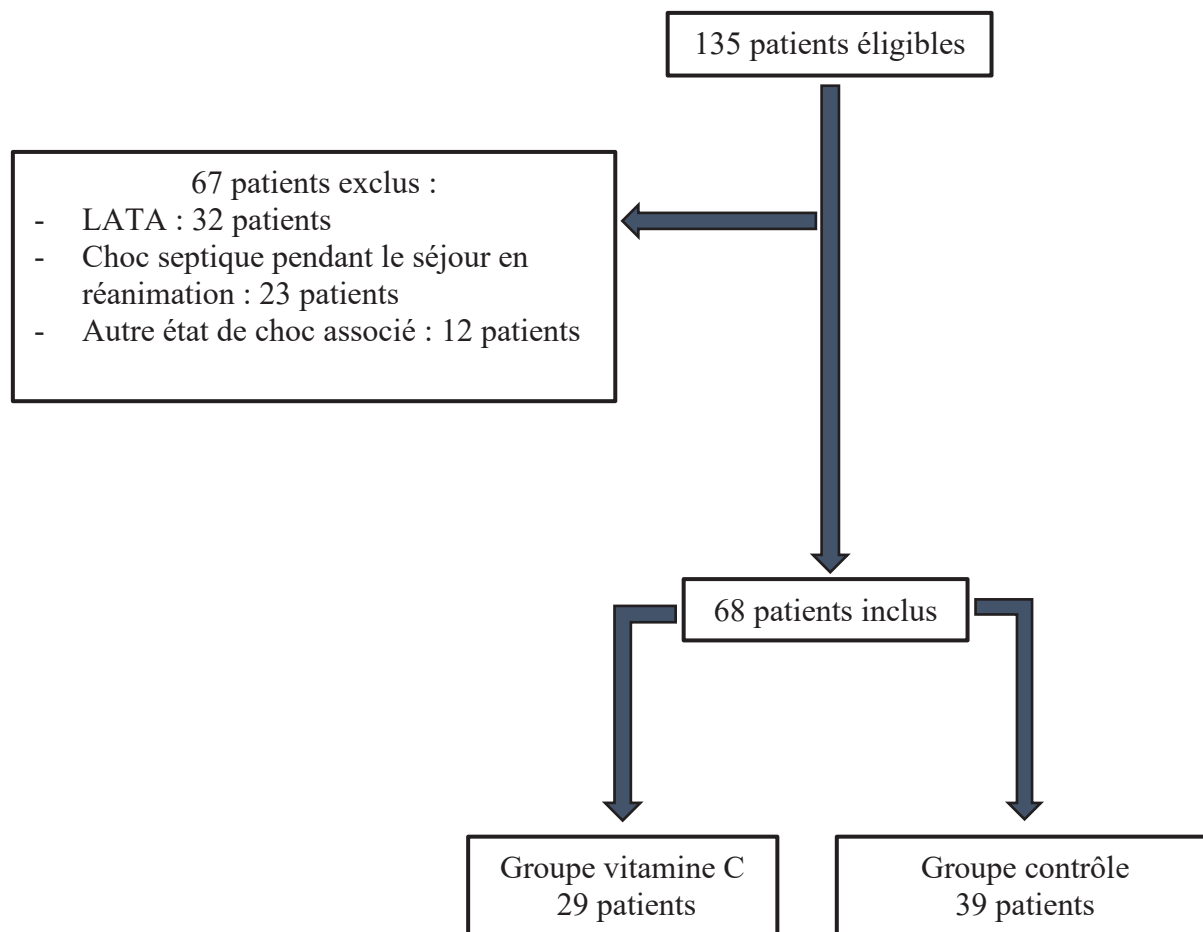 135 patients éligibles
67 patients exclus :
- LATA : 32 patients
- Choc septique pendant le séjour en
réanimation : 23 patients
- Autre état de choc associé : 12 patients
68 patients inclus
Groupe vitamine C
29 patients
Groupe contrôle
39 patients